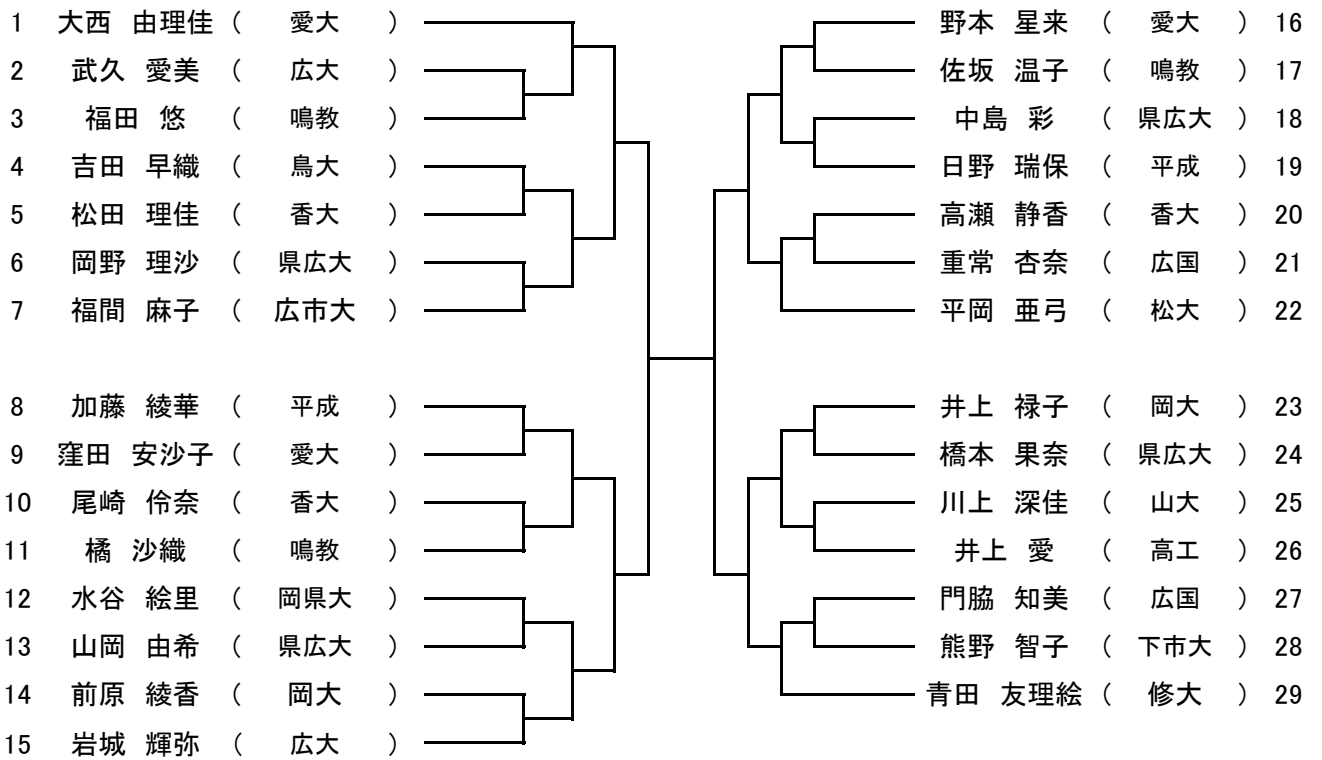 1 大西 由理佳 ( 愛大 )
2 武久 愛美 ( 広大 )
3 福田 悠 ( 鳴教 )
4 吉田 早織 ( 鳥大 )
5 松田 理佳 ( 香大 )
6 岡野 理沙 ( 県広大 )
7 福間 麻子 ( 広市大 )
8 加藤 綾華 ( 平成 )
9 窪田 安沙子 ( 愛大 )
10 尾崎 伶奈 ( 香大 )
11 橘 沙織 ( 鳴教 )
12 水谷 絵里 ( 岡県大 )
13 山岡 由希 ( 県広大 )
14 前原 綾香 ( 岡大 )
15 岩城 輝弥 ( 広大 )
野本 星来 ( 愛大 ) 16
佐坂 温子 ( 鳴教 ) 17
中島 彩 ( 県広大 ) 18
日野 瑞保 ( 平成 ) 19
高瀬 静香 ( 香大 ) 20
重常 杏奈 ( 広国 ) 21
平岡 亜弓 ( 松大 ) 22
井上 禄子 ( 岡大 ) 23
橋本 果奈 ( 県広大 ) 24
川上 深佳 ( 山大 ) 25
井上 愛 ( 高工 ) 26
門脇 知美 ( 広国 ) 27
熊野 智子 ( 下市大 ) 28
青田 友理絵 ( 修大 ) 29